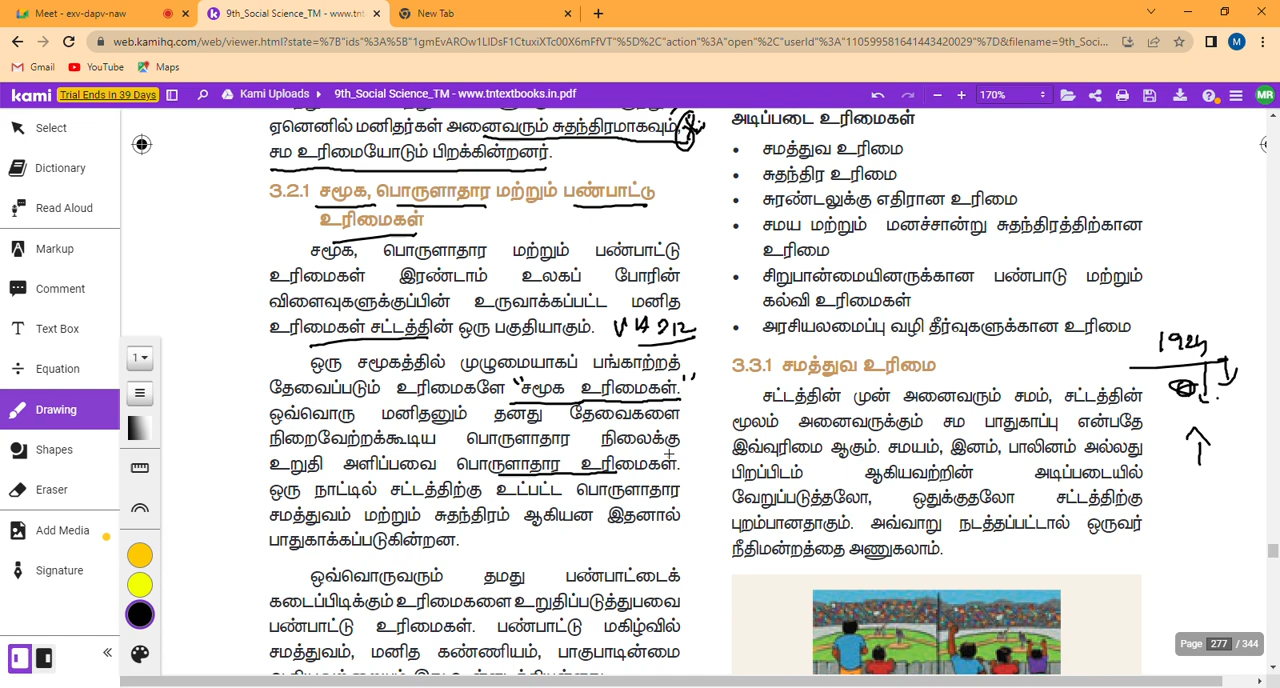 Meet - exv-dapv-naw
9th_Social Science_TM - www.tnt
New Tab
web.kamihq.com/web/viewer.html?state=%7B"ids"%3A%5B"1gmEvAROw1LIDsF1CtuxiXTc00X6mFfVT"%5D%2C"action"%3A"open"%2C"userId"%3A"110599581641443420029"%7D&filename=9th_Soci...
Gmail YouTube Maps
kami Trial Ends In 39 Days Kami Uploads 9th_Social Science_TM - www.tntextbooks.in.pdf 170% MR
Select
Dictionary
Read Aloud
Markup
Comment
Text Box
Equation
Drawing
Shapes
Eraser
Add Media
Signature
1
ஏனெனில் மனிதர்கள் அனைவரும் சுதந்திரமாகவும்,
சம உரிமையோடும் பிறக்கின்றனர்.
3.2.1 சமூக, பொருளாதார மற்றும் பண்பாட்டு
உரிமைகள்
சமூக, பொருளாதார மற்றும் பண்பாட்டு
உரிமைகள் இரண்டாம் உலகப் போரின்
விளைவுகளுக்குப்பின் உருவாக்கப்பட்ட மனித
உரிமைகள் சட்டத்தின் ஒரு பகுதியாகும்.
ஒரு சமூகத்தில் முழுமையாகப் பங்காற்றத்
தேவைப்படும் உரிமைகளே "சமூக உரிமைகள்."
ஒவ்வொரு மனிதனும் தனது தேவைகளை
நிறைவேற்றக்கூடிய பொருளாதார நிலைக்கு
உறுதி அளிப்பவை பொருளாதார உரிமைகள்.
ஒரு நாட்டில் சட்டத்திற்கு உட்பட்ட பொருளாதார
சமத்துவம் மற்றும் சுதந்திரம் ஆகியன இதனால்
பாதுகாக்கப்படுகின்றன.
ஒவ்வொருவரும் தமது பண்பாட்டைக்
கடைப்பிடிக்கும் உரிமைகளை உறுதிப்படுத்துபவை
பண்பாட்டு உரிமைகள். பண்பாட்டு மகிழ்வில்
சமத்துவம், மனித கண்ணியம், பாகுபாடின்மை
அடிப்படை உரிமைகள்
• சமத்துவ உரிமை
• சுதந்திர உரிமை
• சுரண்டலுக்கு எதிரான உரிமை
• சமய மற்றும் மனச்சான்று சுதந்திரத்திற்கான
உரிமை
• சிறுபான்மையினருக்கான பண்பாடு மற்றும்
கல்வி உரிமைகள்
• அரசியலமைப்பு வழி தீர்வுகளுக்கான உரிமை
3.3.1 சமத்துவ உரிமை
சட்டத்தின் முன் அனைவரும் சமம், சட்டத்தின்
மூலம் அனைவருக்கும் சம பாதுகாப்பு என்பதே
இவ்வுரிமை ஆகும். சமயம், இனம், பாலினம் அல்லது
பிறப்பிடம் ஆகியவற்றின் அடிப்படையில்
வேறுபடுத்தலோ, ஒதுக்குதலோ சட்டத்திற்கு
புறம்பானதாகும். அவ்வாறு நடத்தப்பட்டால் ஒருவர்
நீதிமன்றத்தை அணுகலாம்.
Page 277 / 344